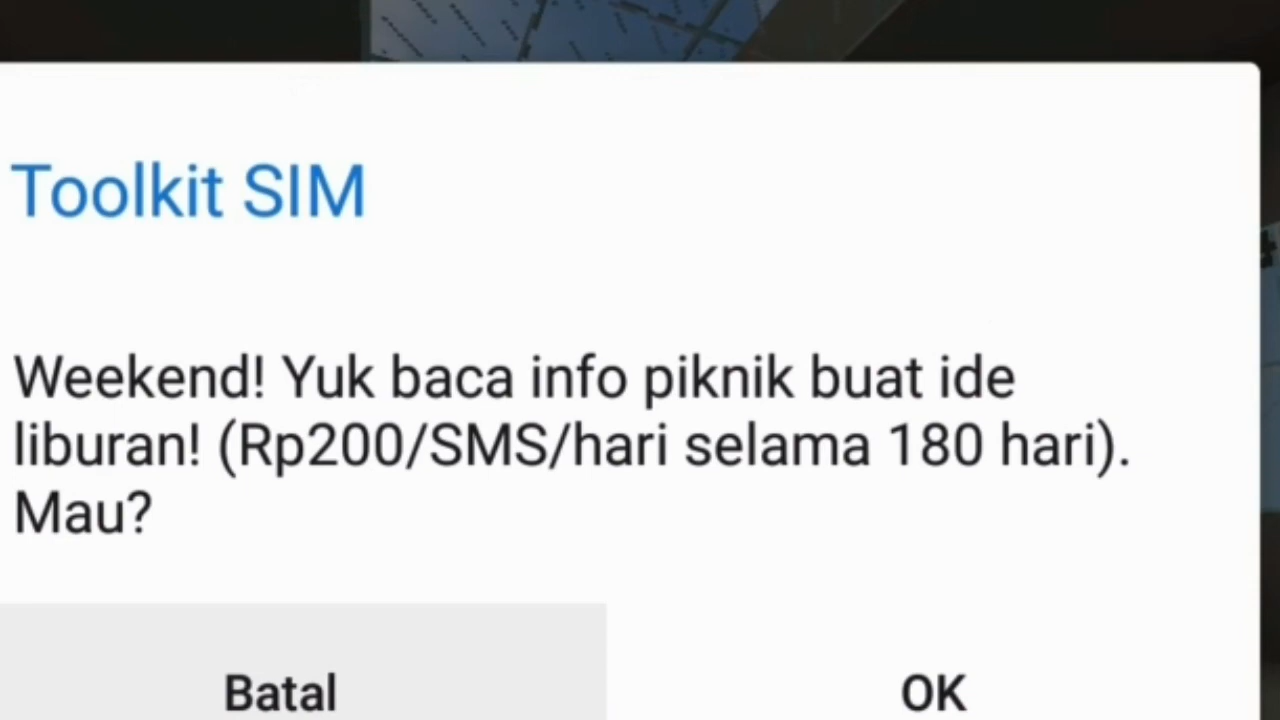 Toolkit SIM
Weekend! Yuk baca info piknik buat ide
liburan! (Rp200/SMS/hari selama 180 hari).
Mau?
Batal
OK